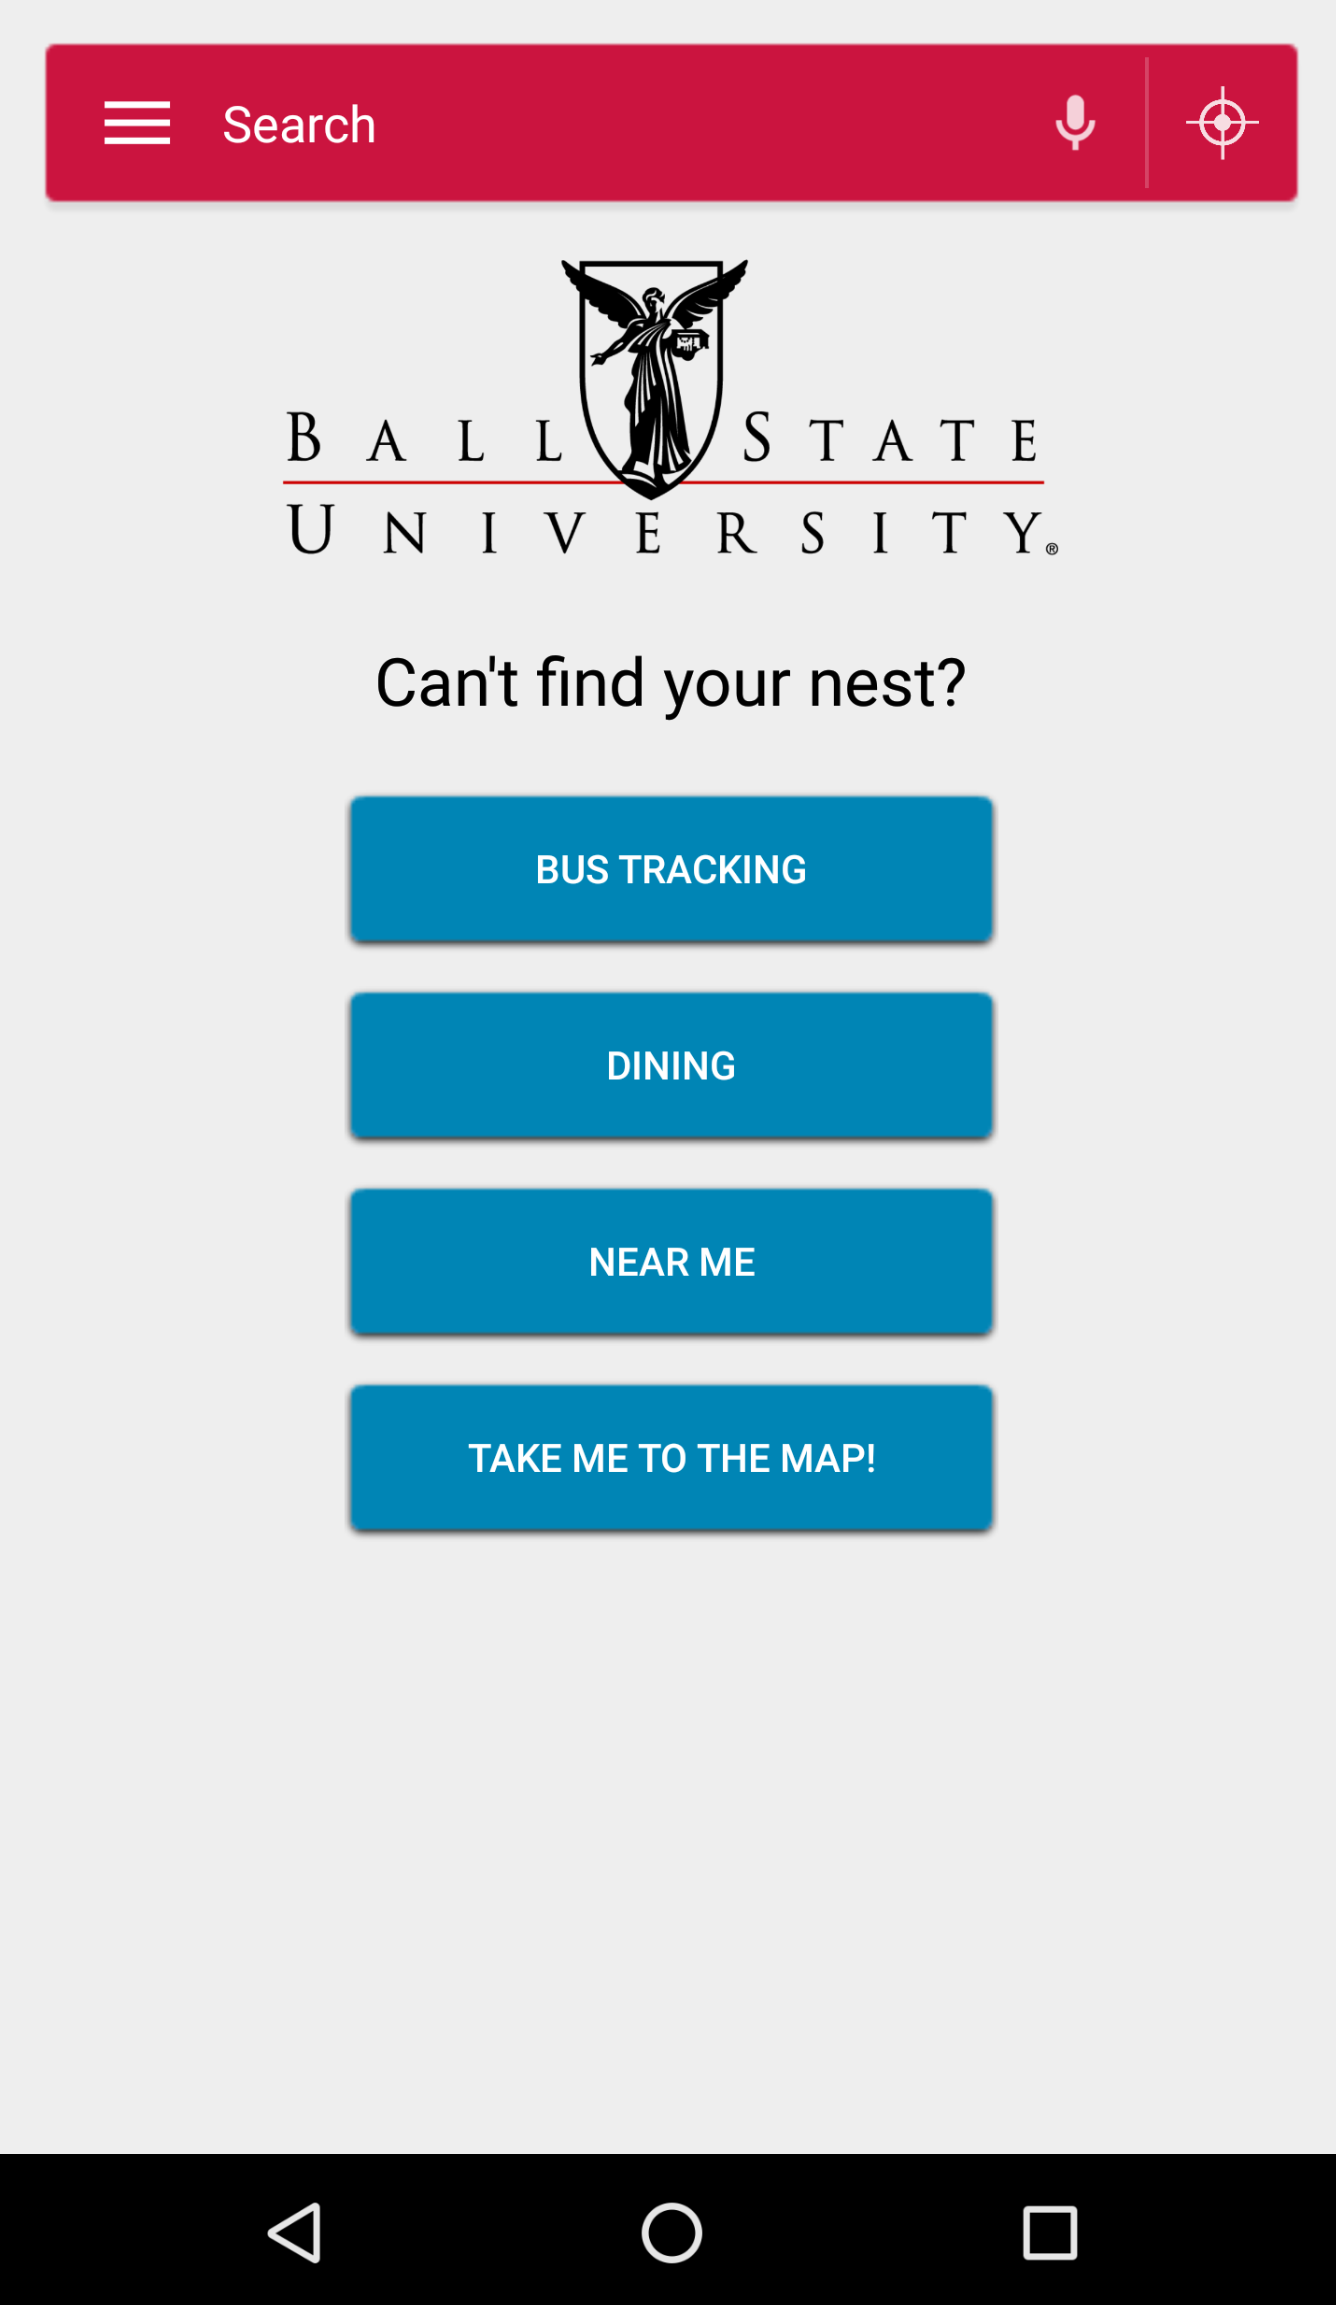 Search
BALL STATE
UNIVERSITY®
Can't find your nest?
BUS TRACKING
DINING
NEAR ME
TAKE ME TO THE MAP!